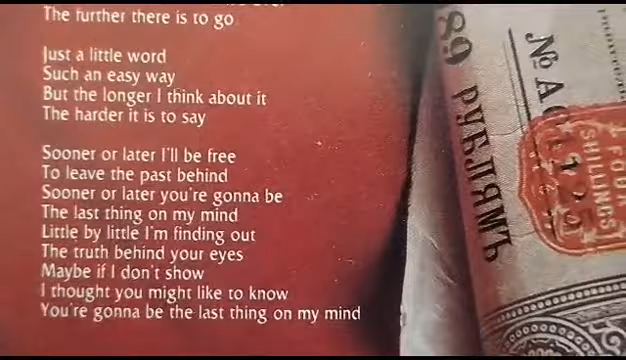 The further there is to go
Just a little word
Such an easy way
But the longer I think about it
The harder it is to say
Sooner or later I'll be free
To leave the past behind
Sooner or later you're gonna be
The last thing on my mind
Little by little I'm finding out
The truth behind your eyes
Maybe if I don't show
I thought you might like to know
You're gonna be the last thing on my mind
68
№ A
FOUR
SHILLINGS